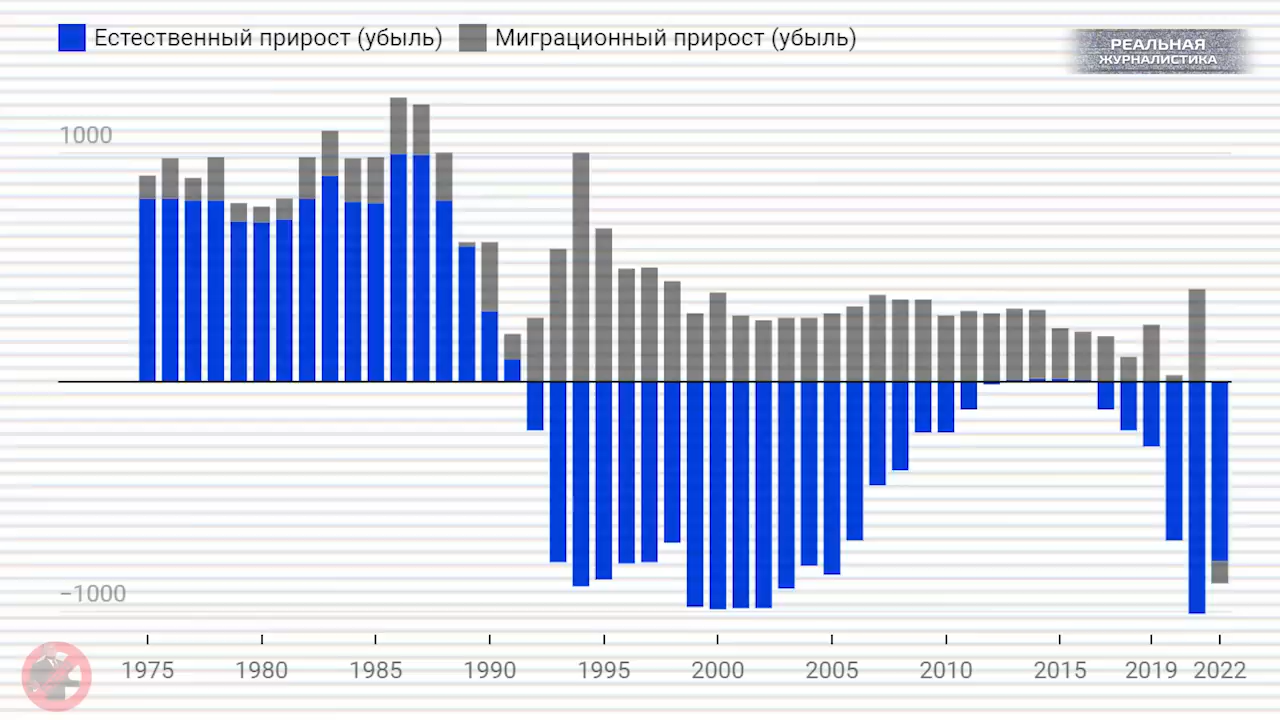 Естественный прирост (убыль) Миграционный прирост (убыль)
РЕАЛЬНАЯ
ЖУРНАЛИСТИКА
1000
−1000
1975 1980 1985 1990 1995 2000 2005 2010 2015 2019 2022